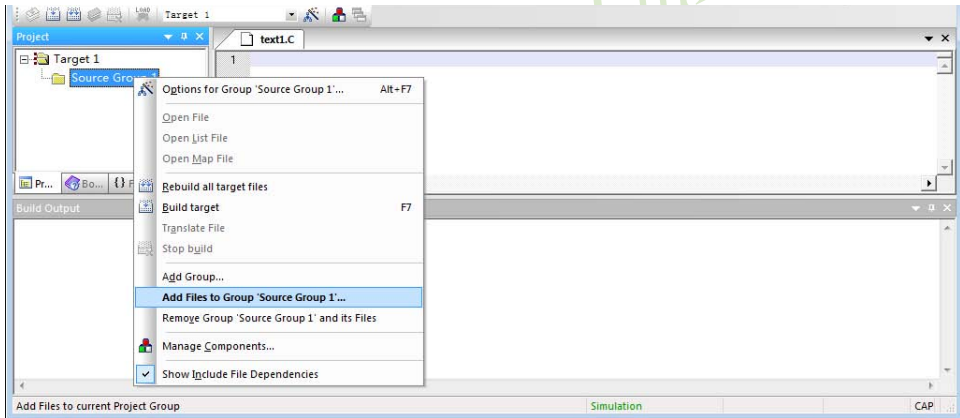 LOAD
Target 1
Project
text1.C
Target 1
1
Source Gro
Options for Group 'Source Group 1'... Alt+F7
Open File
Open List File
Open Map File
Pr... Bo... {} F
Rebuild all target files
Build Output
Build target F7
Translate File
Stop build
Add Group...
Add Files to Group 'Source Group 1'...
Remove Group 'Source Group 1' and its Files
Manage Components...
Show Include File Dependencies
Add Files to current Project Group
Simulation
CAP